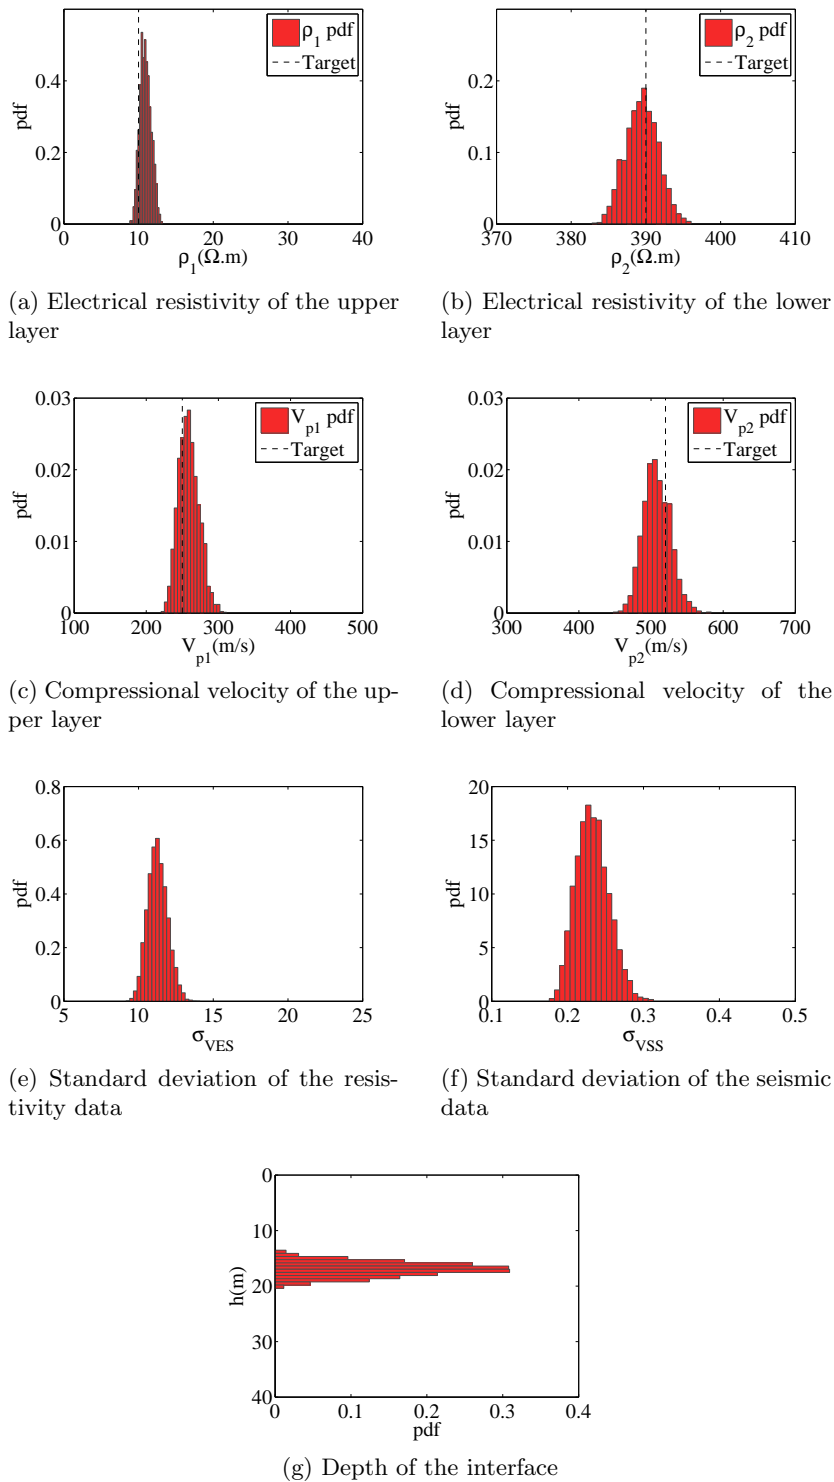 0.4
0.2
0
pdf
0 10 20 30 40
ρ1(Ω.m)
ρ1 pdf
Target
(a) Electrical resistivity of the upper
layer
0.2
0.1
0
pdf
370 380 390 400 410
ρ2(Ω.m)
ρ2 pdf
Target
(b) Electrical resistivity of the lower
layer
0.03
0.02
0.01
0
pdf
100 200 300 400 500
Vp1(m/s)
Vp1 pdf
Target
(c) Compressional velocity of the up-
per layer
0.03
0.02
0.01
0
pdf
300 400 500 600 700
Vp2(m/s)
Vp2 pdf
Target
(d) Compressional velocity of the
lower layer
0.8
0.6
0.4
0.2
0
pdf
5 10 15 20 25
σVES
(e) Standard deviation of the resis-
tivity data
20
15
10
5
0
pdf
0.1 0.2 0.3 0.4 0.5
σVSS
(f) Standard deviation of the seismic
data
0
10
20
30
40
h(m)
0 0.1 0.2 0.3 0.4
pdf
(g) Depth of the interface